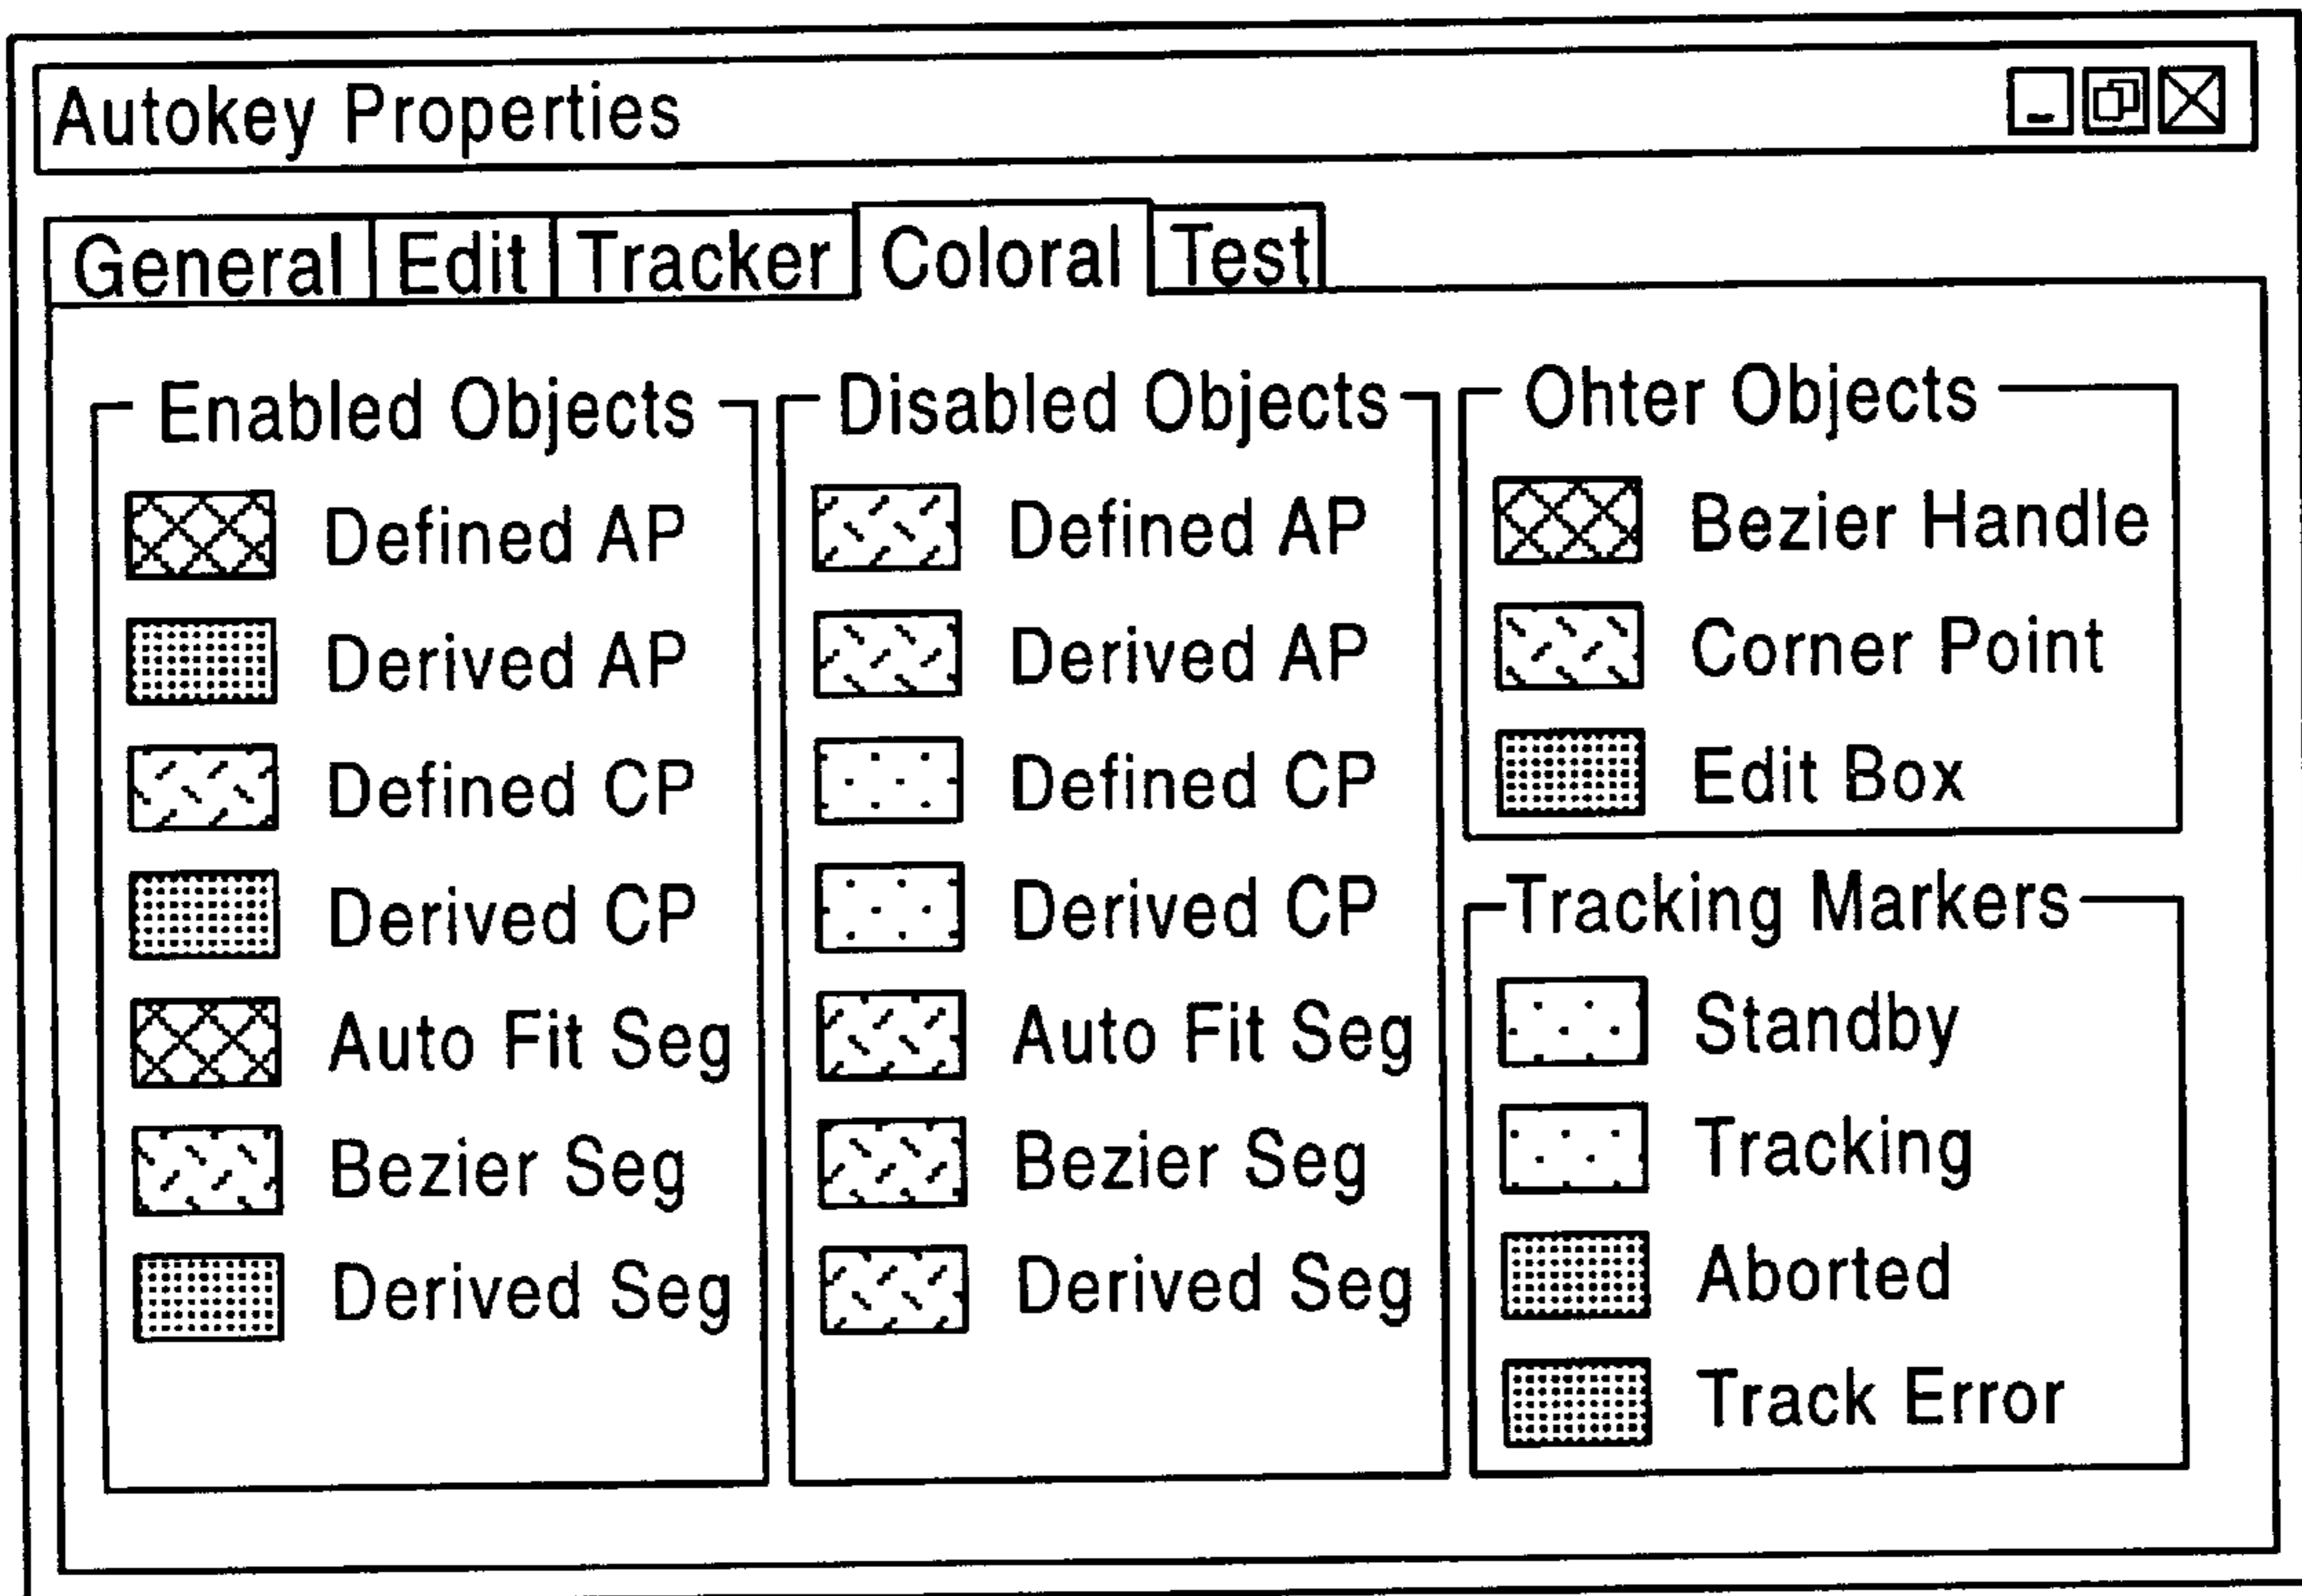 Autokey Properties
General Edit Tracker Coloral Test
Enabled Objects
Defined AP
Derived AP
Defined CP
Derived CP
Auto Fit Seg
Bezier Seg
Derived Seg
Disabled Objects
Defined AP
Derived AP
Defined CP
Derived CP
Auto Fit Seg
Bezier Seg
Derived Seg
Ohter Objects
Bezier Handle
Corner Point
Edit Box
Tracking Markers
Standby
Tracking
Aborted
Track Error